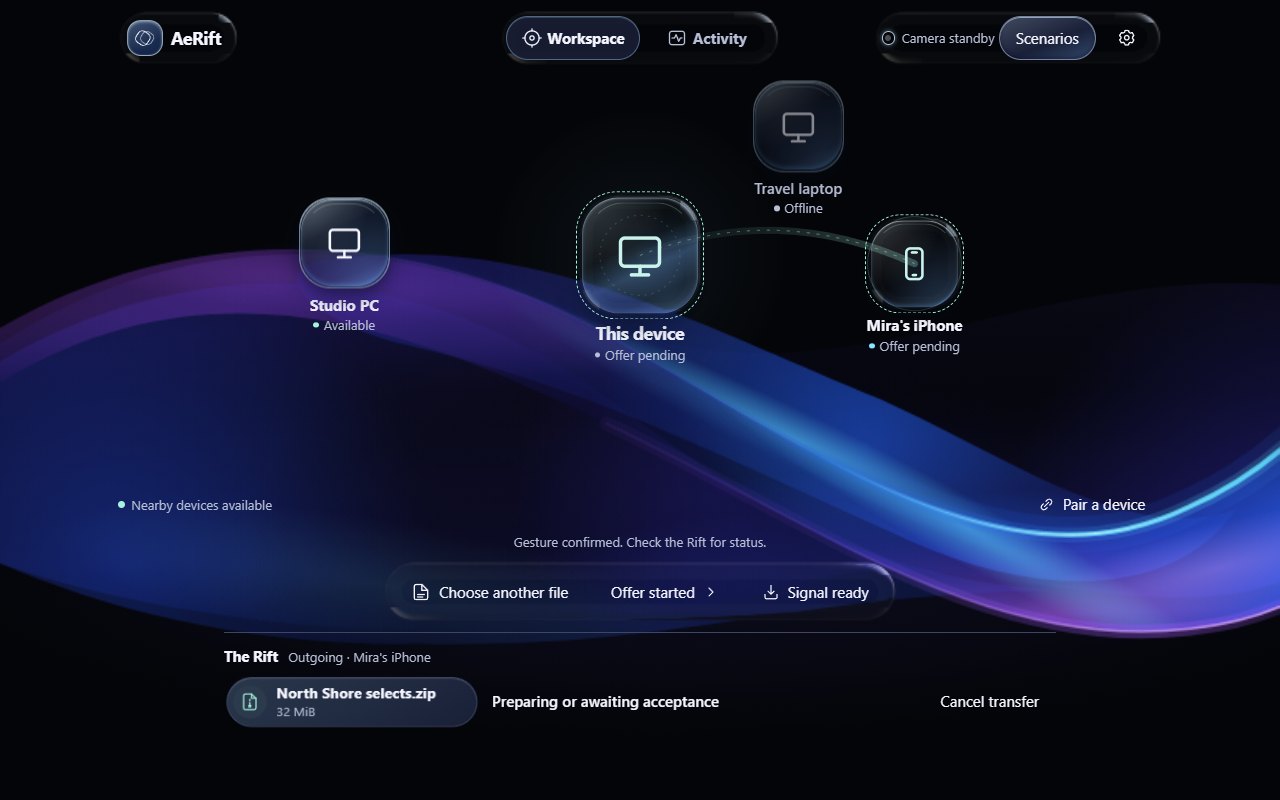 AeRift
Workspace
Activity
Camera standby
Scenarios
Travel laptop
Offline
Studio PC
Available
This device
Offer pending
Mira's iPhone
Offer pending
Nearby devices available
Pair a device
Gesture confirmed. Check the Rift for status.
Choose another file
Offer started
Signal ready
The Rift Outgoing · Mira's iPhone
North Shore selects.zip
32 MiB
Preparing or awaiting acceptance
Cancel transfer